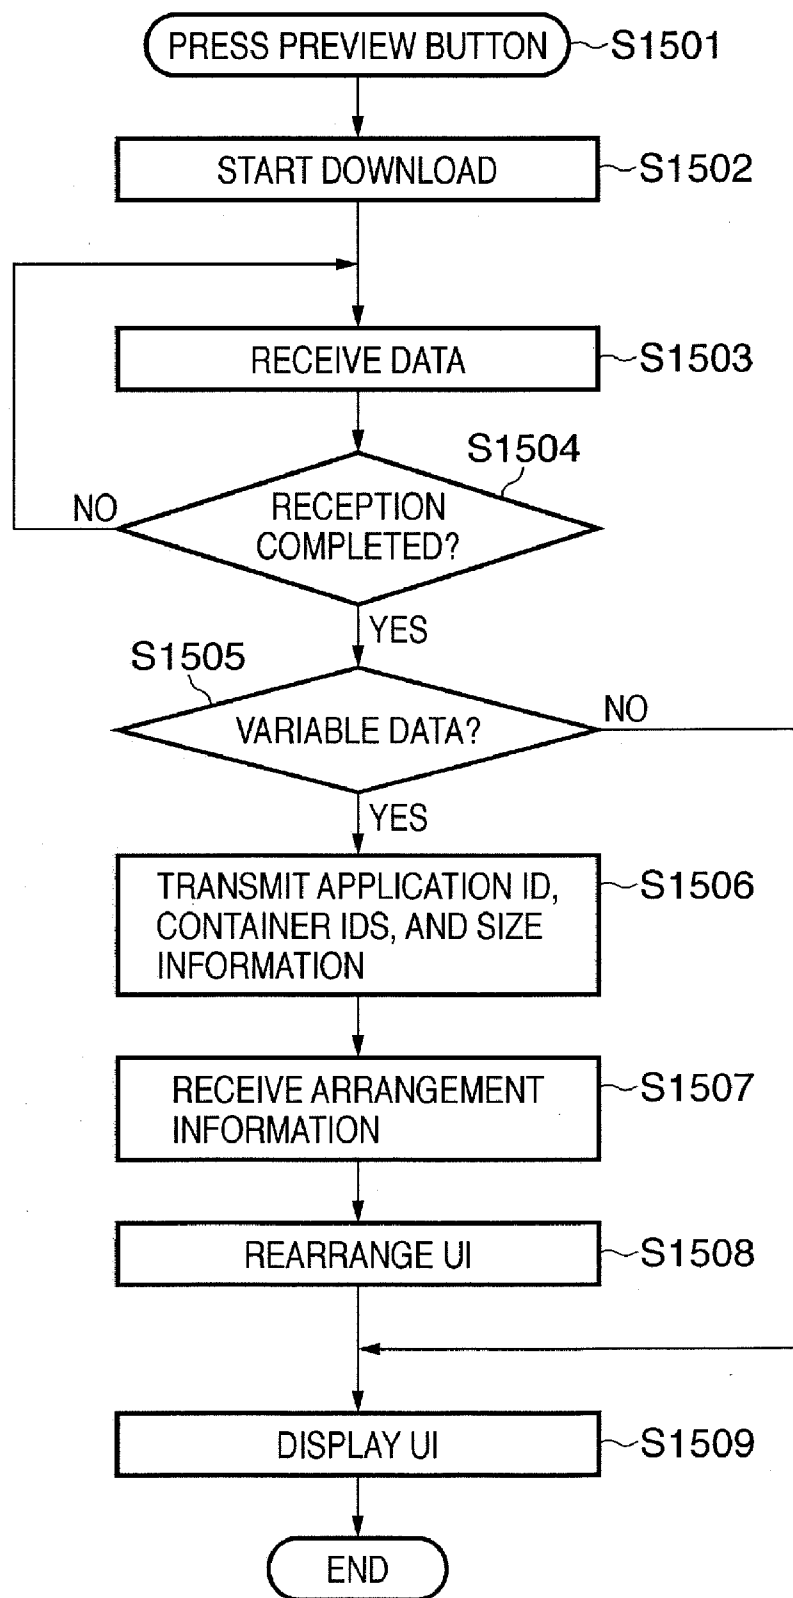 PRESS PREVIEW BUTTON
S1501
START DOWNLOAD
S1502
RECEIVE DATA
S1503
S1504
RECEPTION
COMPLETED?
NO
YES
S1505
VARIABLE DATA?
NO
YES
TRANSMIT APPLICATION ID,
CONTAINER IDS, AND SIZE
INFORMATION
S1506
RECEIVE ARRANGEMENT
INFORMATION
S1507
REARRANGE UI
S1508
DISPLAY UI
S1509
END